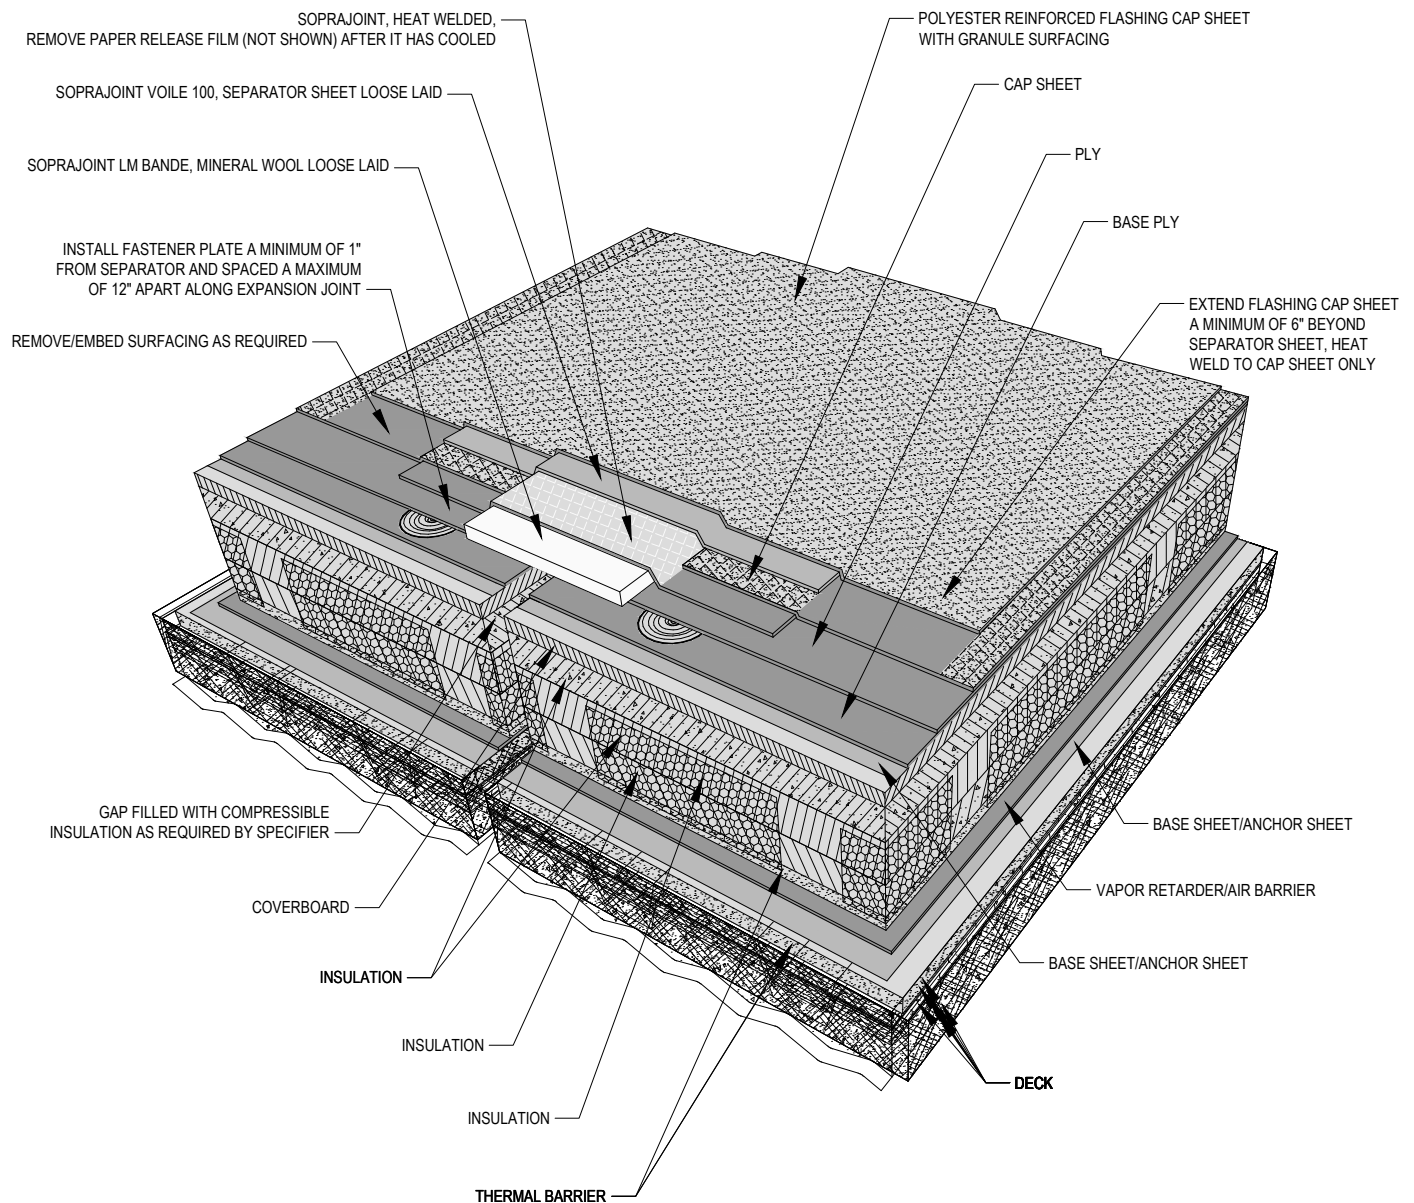 SOPRAJOINT, HEAT WELDED,
REMOVE PAPER RELEASE FILM (NOT SHOWN) AFTER IT HAS COOLED
SOPRAJOINT VOILE 100, SEPARATOR SHEET LOOSE LAID
SOPRAJOINT LM BANDE, MINERAL WOOL LOOSE LAID
INSTALL FASTENER PLATE A MINIMUM OF 1"
FROM SEPARATOR AND SPACED A MAXIMUM
OF 12" APART ALONG EXPANSION JOINT
REMOVE/EMBED SURFACING AS REQUIRED
POLYESTER REINFORCED FLASHING CAP SHEET
WITH GRANULE SURFACING
CAP SHEET
PLY
BASE PLY
EXTEND FLASHING CAP SHEET
A MINIMUM OF 6" BEYOND
SEPARATOR SHEET, HEAT
WELD TO CAP SHEET ONLY
GAP FILLED WITH COMPRESSIBLE
INSULATION AS REQUIRED BY SPECIFIER
COVERBOARD
INSULATION
INSULATION
INSULATION
THERMAL BARRIER
BASE SHEET/ANCHOR SHEET
VAPOR RETARDER/AIR BARRIER
BASE SHEET/ANCHOR SHEET
DECK